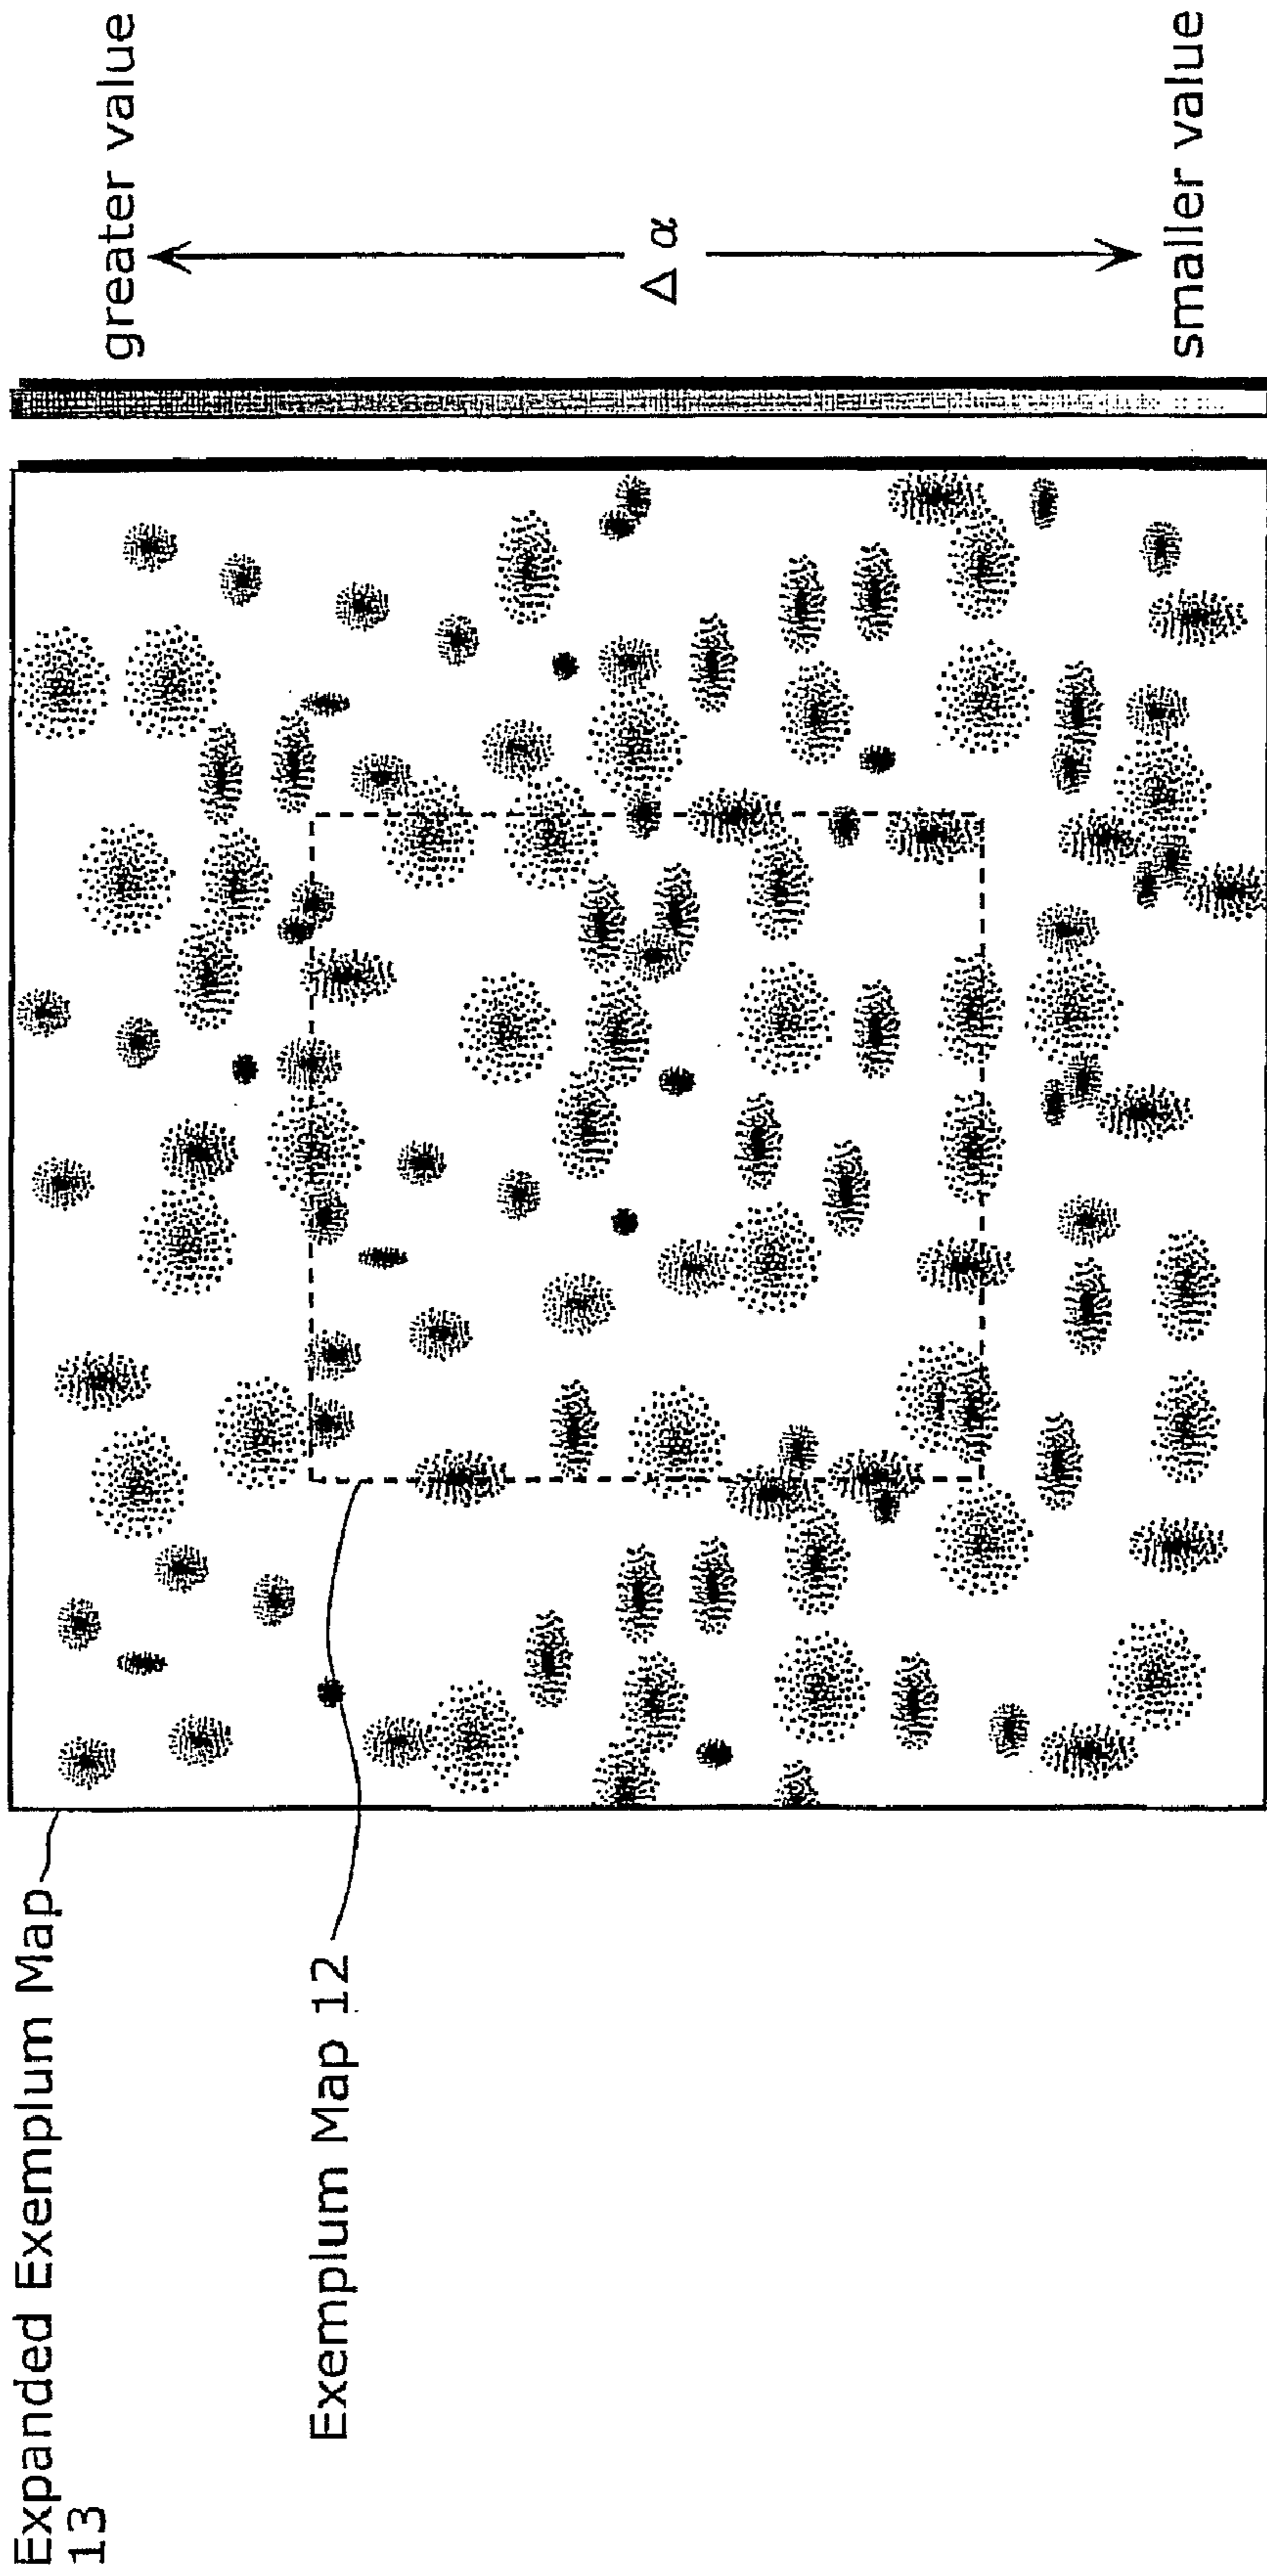 Expanded Exemplum Map
13
Exemplum Map 12
greater value
Δ α
smaller value